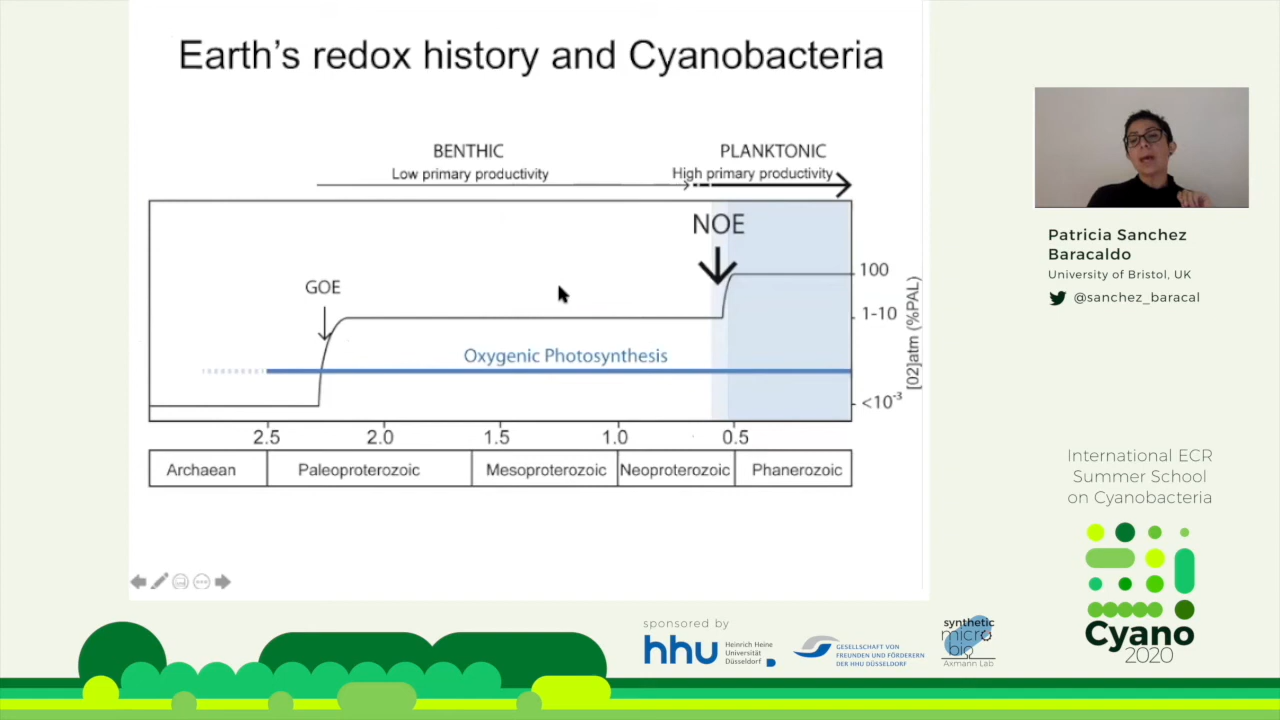 Earth's redox history and Cyanobacteria
BENTHIC
Low primary productivity
PLANKTONIC
High primary productivity
NOE
GOE
100
1-10
<10-3
[02]atm (%PAL)
Oxygenic Photosynthesis
2.5 2.0 1.5 1.0 0.5
Archaean Paleoproterozoic Mesoproterozoic Neoproterozoic Phanerozoic
Patricia Sanchez
Baracaldo
University of Bristol, UK
@sanchez_baracal
International ECR
Summer School
on Cyanobacteria
Cyano
2020
sponsored by
hhu Heinrich Heine
Universität
Düsseldorf
GESELLSCHAFT VON
FREUNDEN UND FÖRDERERN
DER HHU DÜSSELDORF
synthetic
micro
bio
Axmann Lab